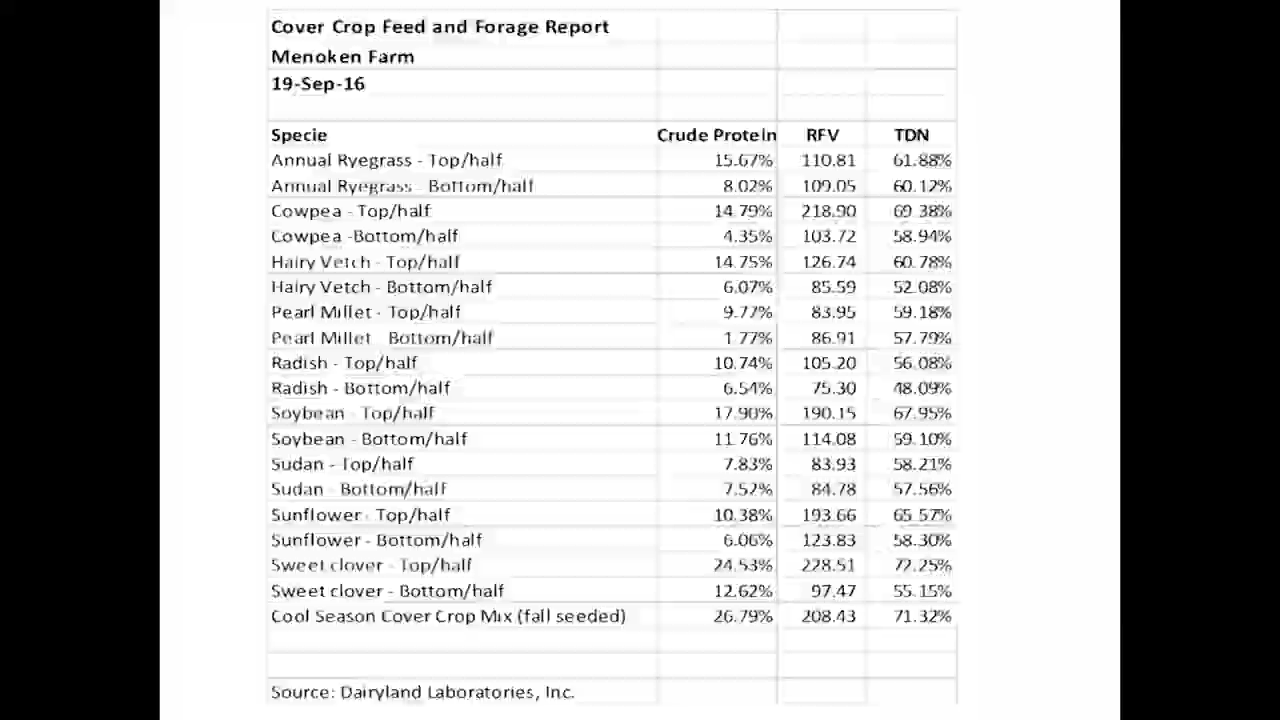 Cover Crop Feed and Forage Report
Menoken Farm
19-Sep-16
Specie Crude Protein RFV TDN
Annual Ryegrass - Top/half 15.67% 110.81 61.88%
Annual Ryegrass - Bottom/half 8.02% 109.05 60.12%
Cowpea - Top/half 14.79% 218.90 69.38%
Cowpea -Bottom/half 4.35% 103.72 58.94%
Hairy Vetch - Top/half 14.75% 126.74 60.78%
Hairy Vetch - Bottom/half 6.07% 85.59 52.08%
Pearl Millet - Top/half 9.77% 83.95 59.18%
Pearl Millet - Bottom/half 1.77% 86.91 57.79%
Radish - Top/half 10.74% 105.20 56.08%
Radish - Bottom/half 6.54% 75.30 48.09%
Soybean - Top/half 17.90% 190.15 67.95%
Soybean - Bottom/half 11.76% 114.08 59.10%
Sudan - Top/half 7.83% 83.93 58.21%
Sudan - Bottom/half 7.52% 84.78 57.56%
Sunflower - Top/half 10.38% 193.66 65.57%
Sunflower - Bottom/half 6.06% 123.83 58.30%
Sweet clover - Top/half 24.53% 228.51 72.25%
Sweet clover - Bottom/half 12.62% 97.47 55.15%
Cool Season Cover Crop Mix (fall seeded) 26.79% 208.43 71.32%
Source: Dairyland Laboratories, Inc.